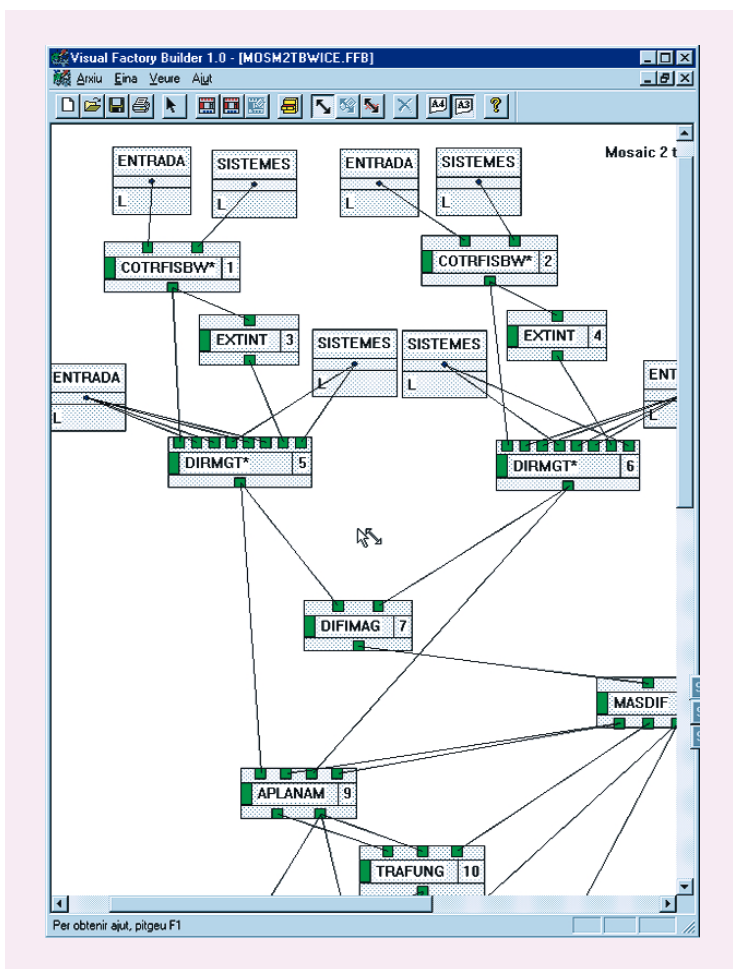 Visual Factory Builder 1.0 - [MOSM2TBWICE.FFB]
Arxiu Eina Veure Ajut
A4 A3 ?
Mosaic 2 t
ENTRADA SISTEMES ENTRADA SISTEMES
L L L L
COTRFISBW* 1 COTRFISBW* 2
EXTINT 3 EXTINT 4
SISTEMES SISTEMES
L L
ENTRADA ENT
L L
DIRMGT* 5 DIRMGT* 6
DIFIMAG 7
MASDIF
APLANAM 9
TRAFUNG 10
Per obtenir ajut, pitgeu F1